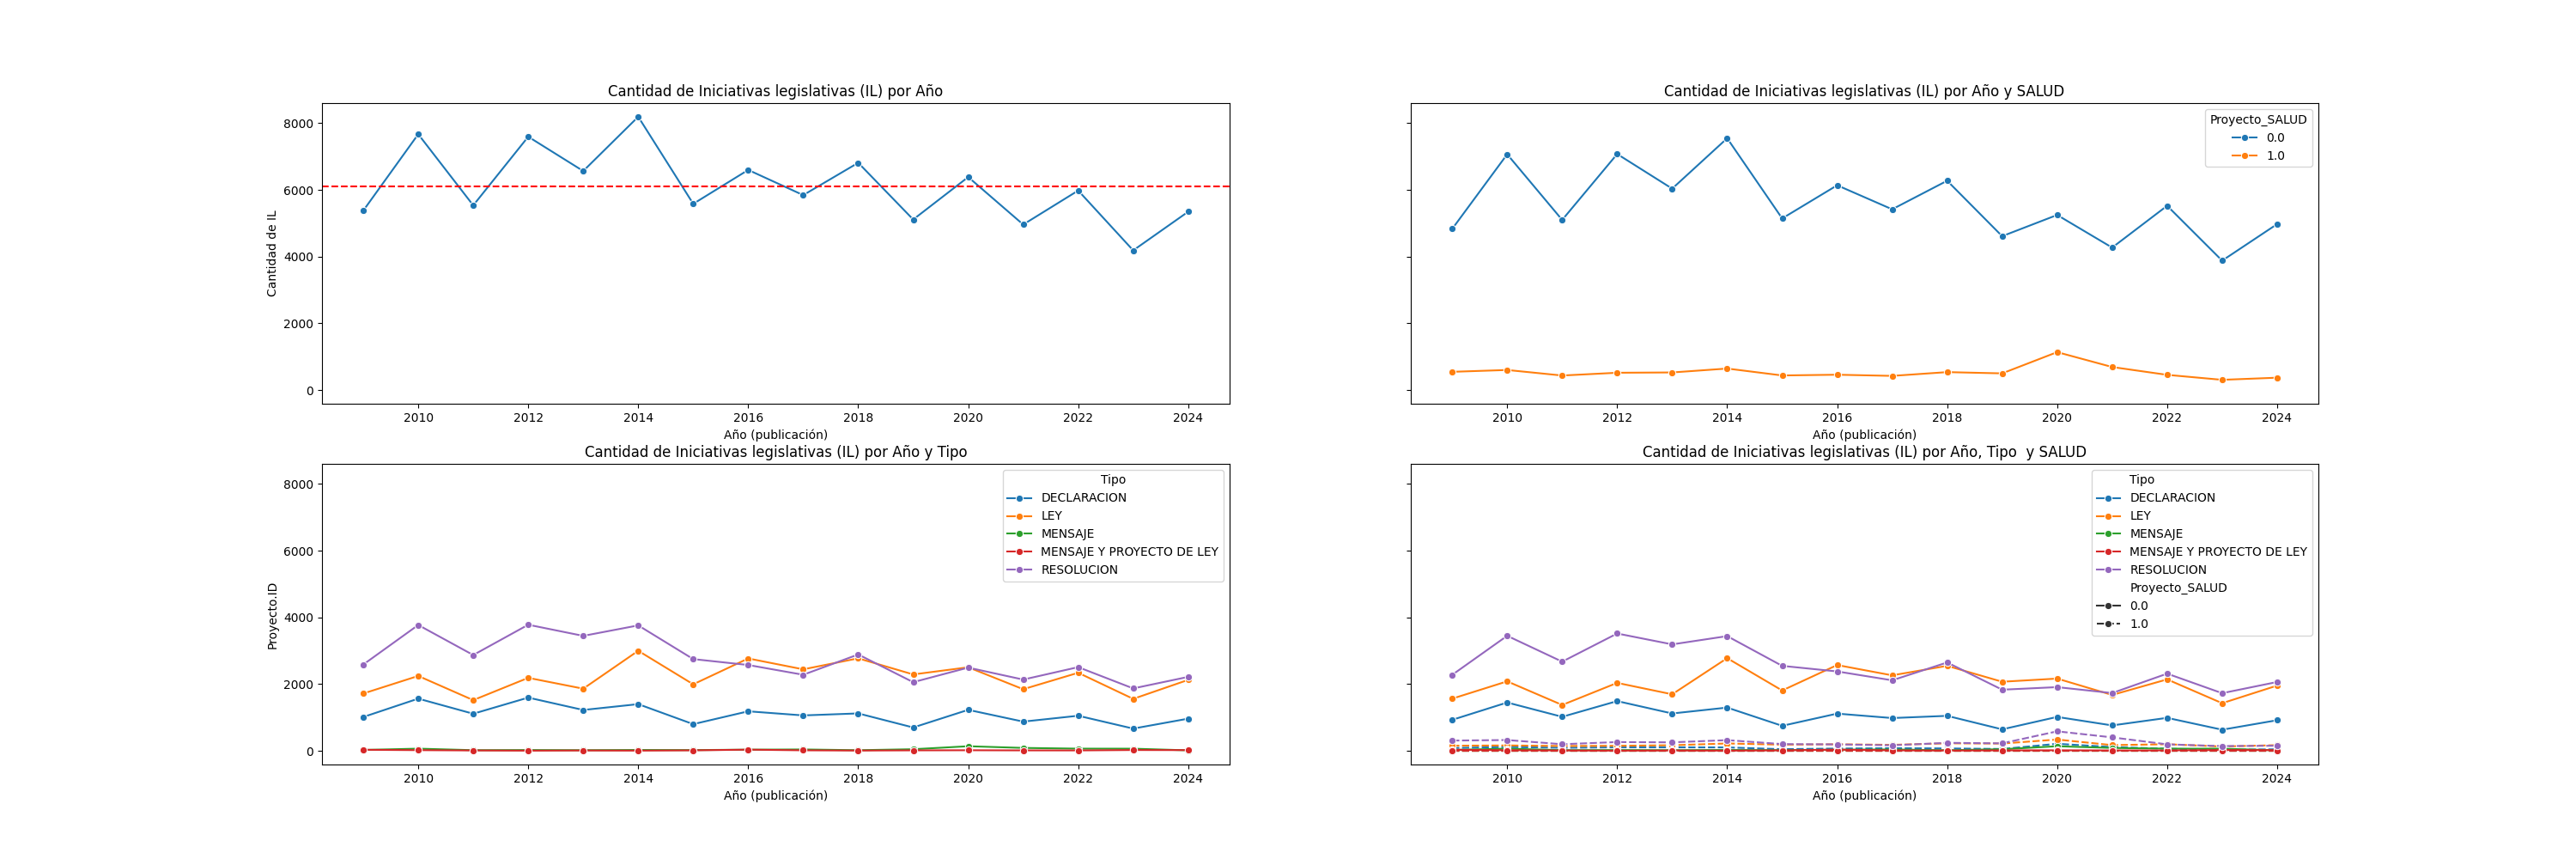 Cantidad de Iniciativas legislativas (IL) por Año
8000
6000
4000
2000
0
Cantidad de IL
2010 2012 2014 2016 2018 2020 2022 2024
Año (publicación)
Cantidad de Iniciativas legislativas (IL) por Año y SALUD
Proyecto_SALUD
0.0
1.0
2010 2012 2014 2016 2018 2020 2022 2024
Año (publicación)
Cantidad de Iniciativas legislativas (IL) por Año y Tipo
8000
6000
4000
2000
0
Proyecto.ID
Tipo
DECLARACION
LEY
MENSAJE
MENSAJE Y PROYECTO DE LEY
RESOLUCION
2010 2012 2014 2016 2018 2020 2022 2024
Año (publicación)
Cantidad de Iniciativas legislativas (IL) por Año, Tipo  y SALUD
Tipo
DECLARACION
LEY
MENSAJE
MENSAJE Y PROYECTO DE LEY
RESOLUCION
Proyecto_SALUD
0.0
1.0
2010 2012 2014 2016 2018 2020 2022 2024
Año (publicación)